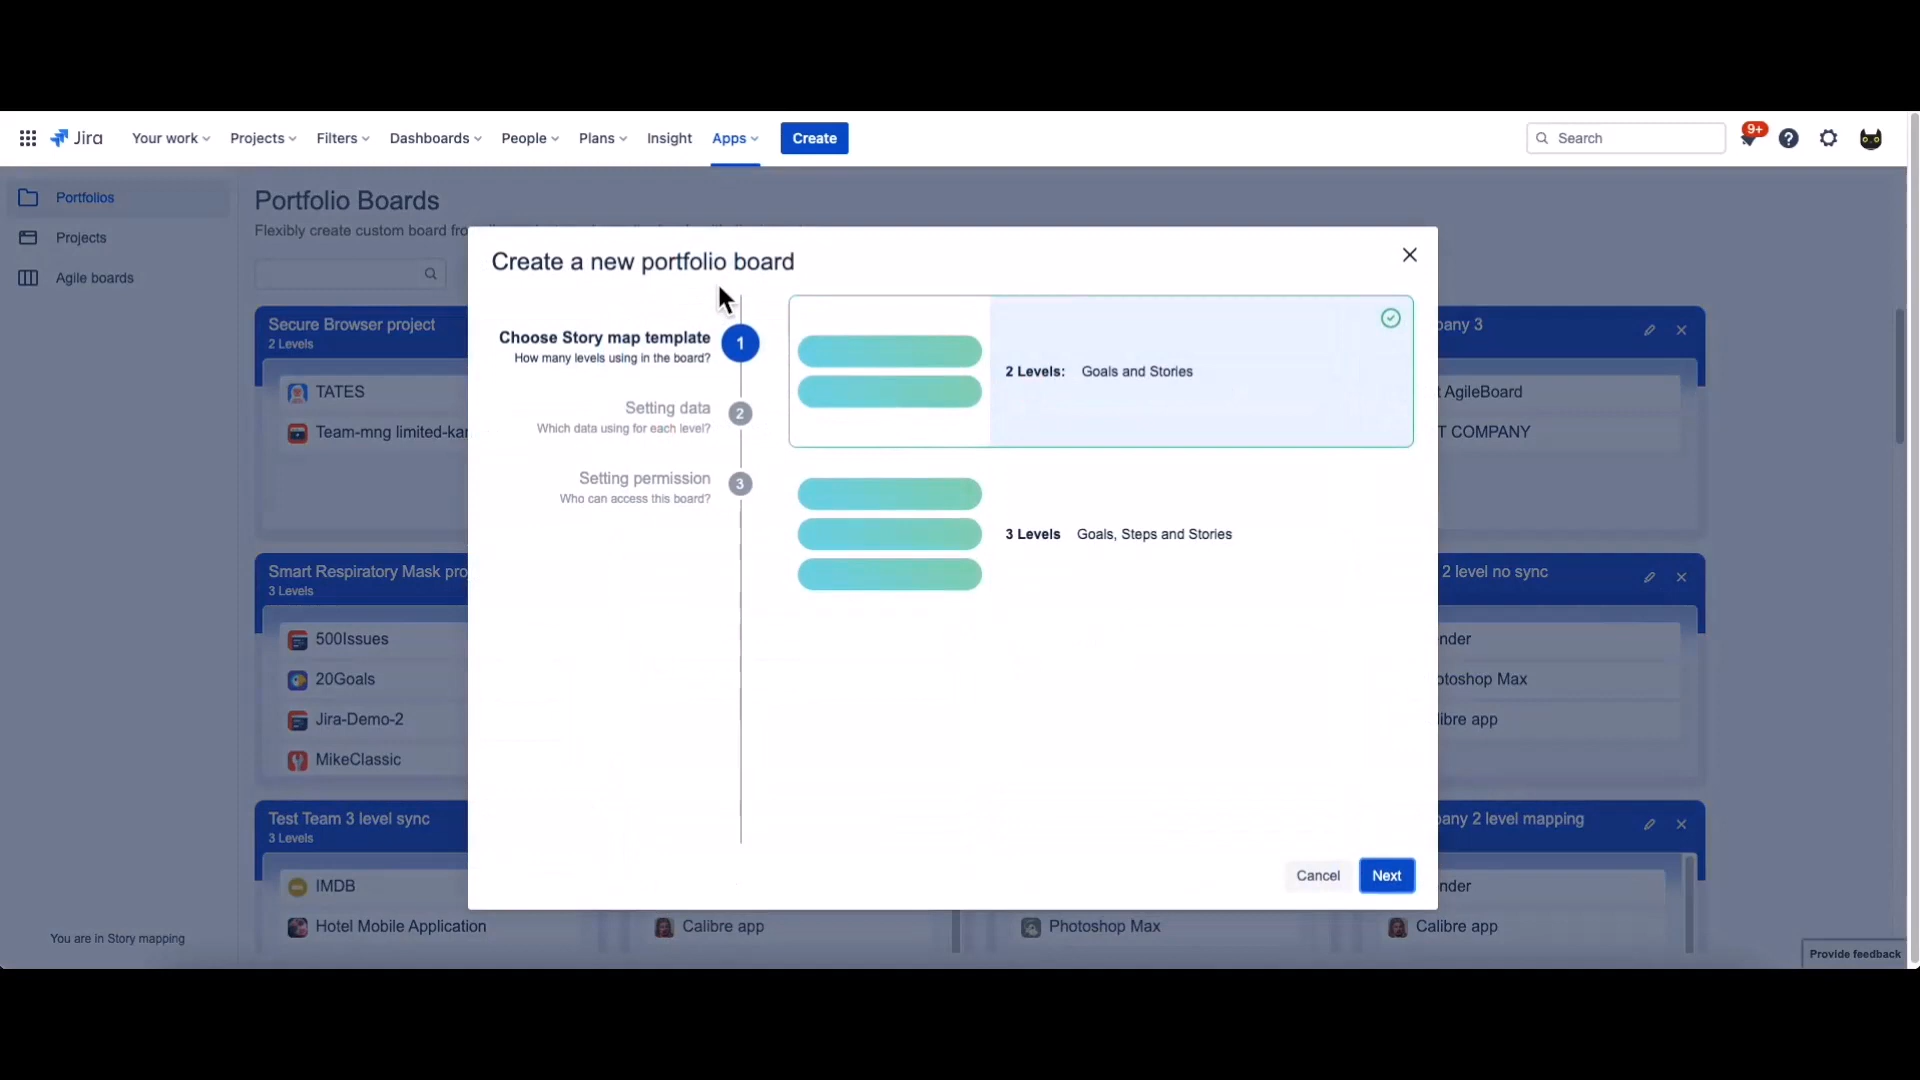 Jira
Your work
Projects
Filters
Dashboards
People
Plans
Insight
Apps
Create
Search
9+
Portfolios
Projects
Agile boards
You are in Story mapping
Portfolio Boards
Flexibly create custom board
Secure Browser project
2 Levels
TATES
Team-mng limited-kan
any 3
AgileBoard
T COMPANY
Smart Respiratory Mask pro
3 Levels
500Issues
20Goals
Jira-Demo-2
MikeClassic
2 level no sync
nder
otoshop Max
libre app
Test Team 3 level sync
3 Levels
IMDB
Hotel Mobile Application
Calibre app
Photoshop Max
any 2 level mapping
nder
Calibre app
Create a new portfolio board
Choose Story map template
How many levels using in the board?
1
Setting data
Which data using for each level?
2
Setting permission
Who can access this board?
3
2 Levels: Goals and Stories
3 Levels Goals, Steps and Stories
Cancel
Next
Provide feedback